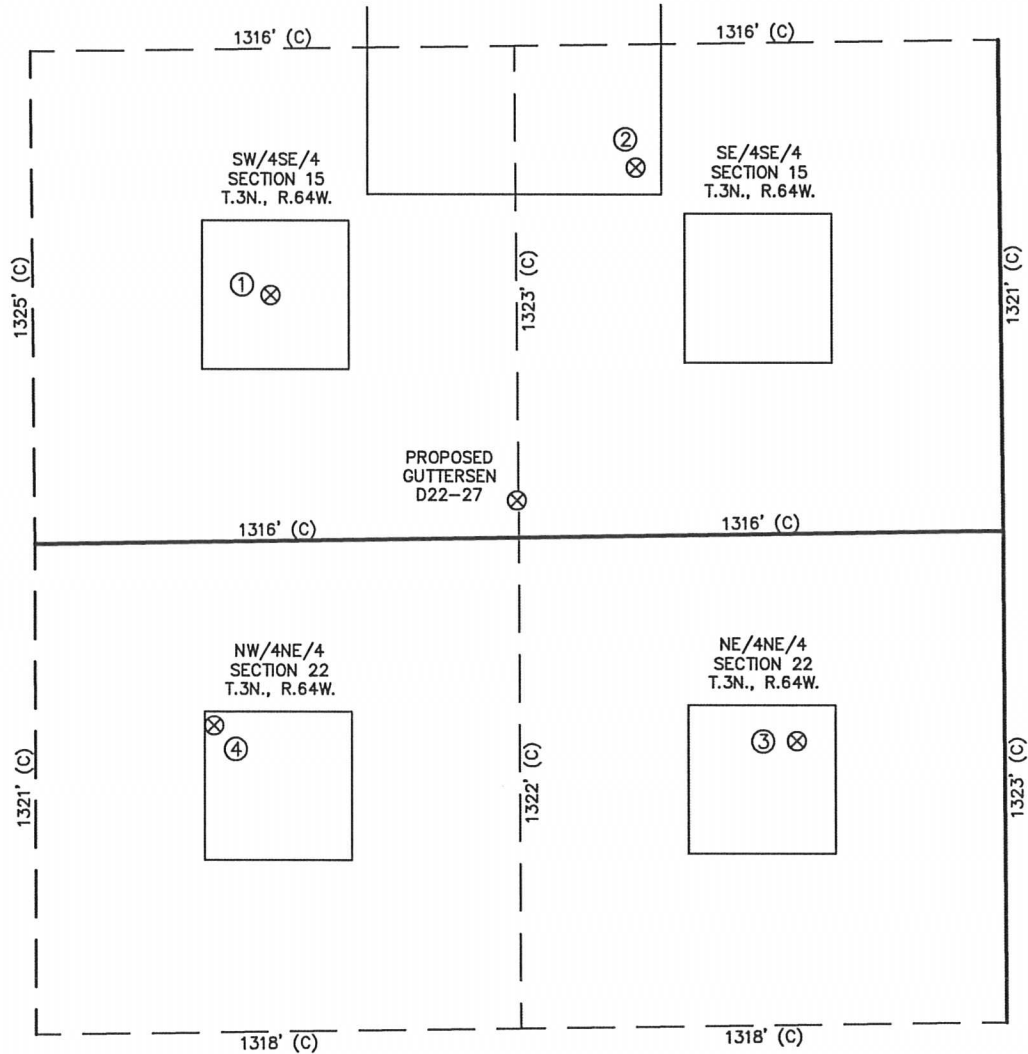 1316' (C)
1316' (C)
②
SW/4SE/4
SECTION 15
T.3N., R.64W.
SE/4SE/4
SECTION 15
T.3N., R.64W.
①
1325' (C)
1323' (C)
1321' (C)
PROPOSED
GUTTERSEN
D22-27
1316' (C)
1316' (C)
NW/4NE/4
SECTION 22
T.3N., R.64W.
NE/4NE/4
SECTION 22
T.3N., R.64W.
④
③
1321' (C)
1322' (C)
1323' (C)
1318' (C)
1318' (C)